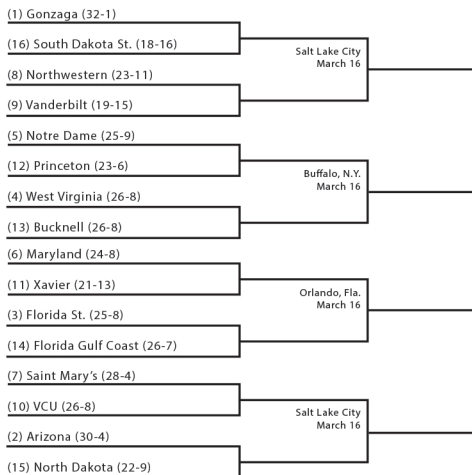 (1) Gonzaga (32-1)
(16) South Dakota St. (18-16)
Salt Lake City
March 16
(8) Northwestern (23-11)
(9) Vanderbilt (19-15)
(5) Notre Dame (25-9)
(12) Princeton (23-6)
Buffalo, N.Y.
March 16
(4) West Virginia (26-8)
(13) Bucknell (26-8)
(6) Maryland (24-8)
(11) Xavier (21-13)
Orlando, Fla.
March 16
(3) Florida St. (25-8)
(14) Florida Gulf Coast (26-7)
(7) Saint Mary's (28-4)
(10) VCU (26-8)
Salt Lake City
March 16
(2) Arizona (30-4)
(15) North Dakota (22-9)